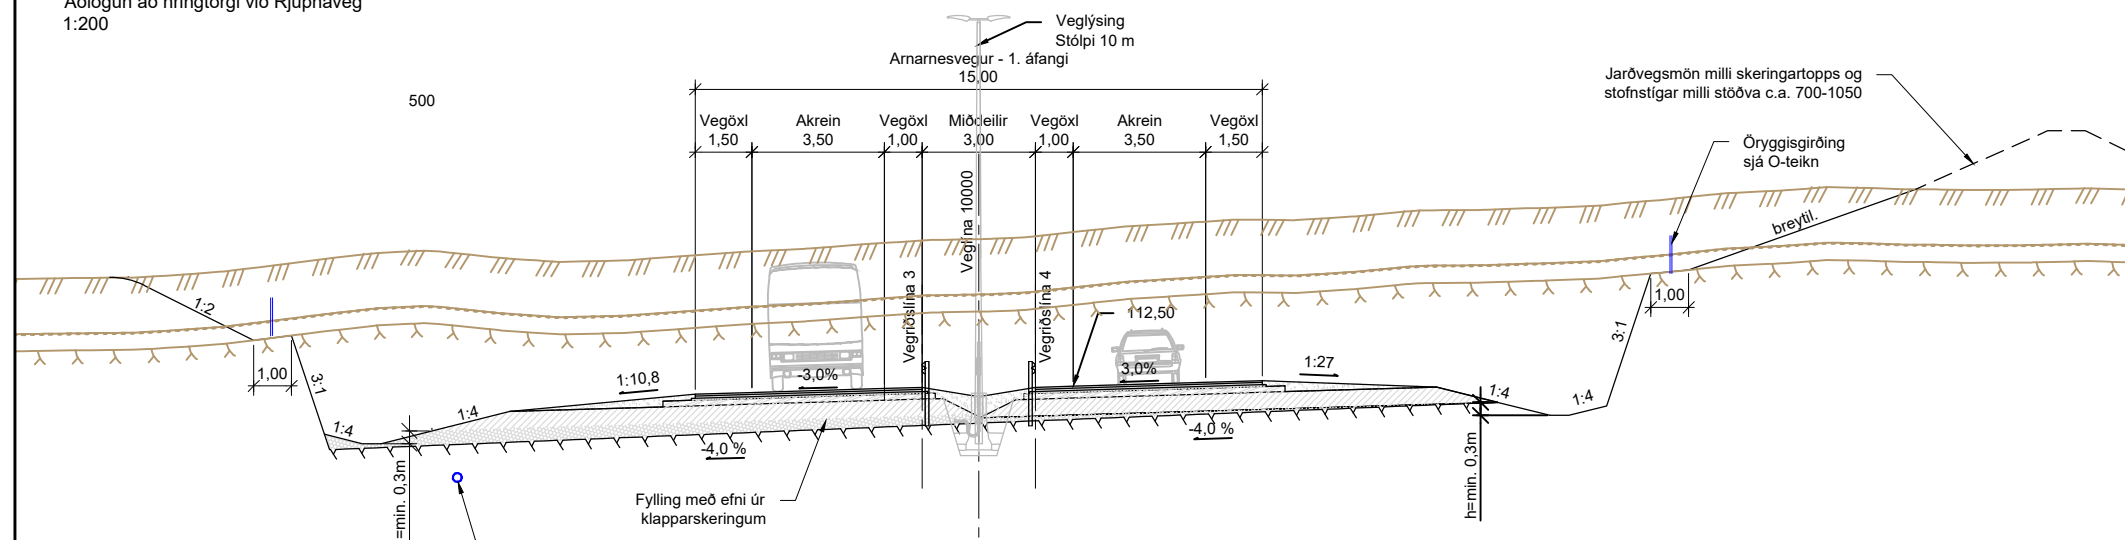 Aðlögun að hringtorgi við Rjúpnaveg
1:200
500
Veglýsing
Stólpi 10 m
Arnarnesvegur - 1. áfangi
15,00
Vegöxl
1,50
Akrein
3,50
Vegöxl
1,00
Miðdeilir
3,00
Vegöxl
1,00
Akrein
3,50
Vegöxl
1,50
Jarðvegsmön milli skeringartopps og
stofnstígar milli stöðva c.a. 700-1050
Öryggisgirðing
sjá O-teikn
breytil.
Veglína 10000
Vegriðslína 3
Vegriðslína 4
112,50
1:2
1,00
3:1
1:4
1:4
1:10,8
-3,0%
3,0%
1:27
1:4
1:4
3:1
1,00
-4,0 %
-4,0 %
=min. 0,3m
h=min. 0,3m
Fylling með efni úr
klapparskeringum